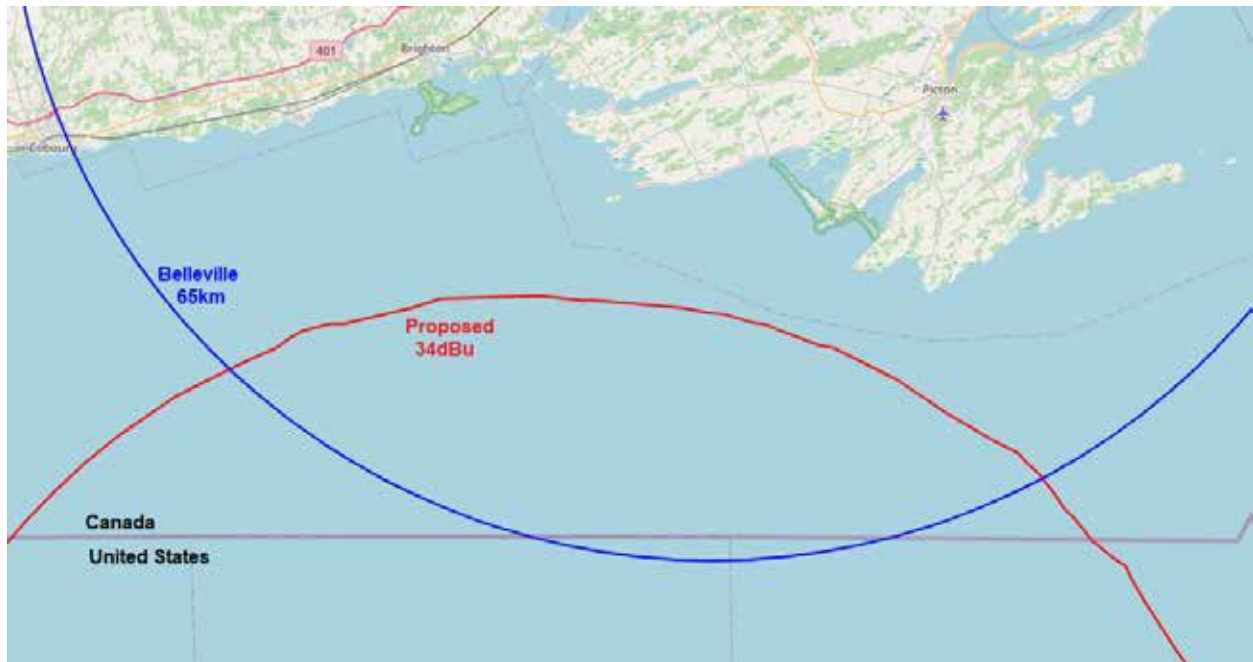 401
Brighton
Picton
Cobourg
Belleville
65km
Proposed
34dBu
Canada
United States